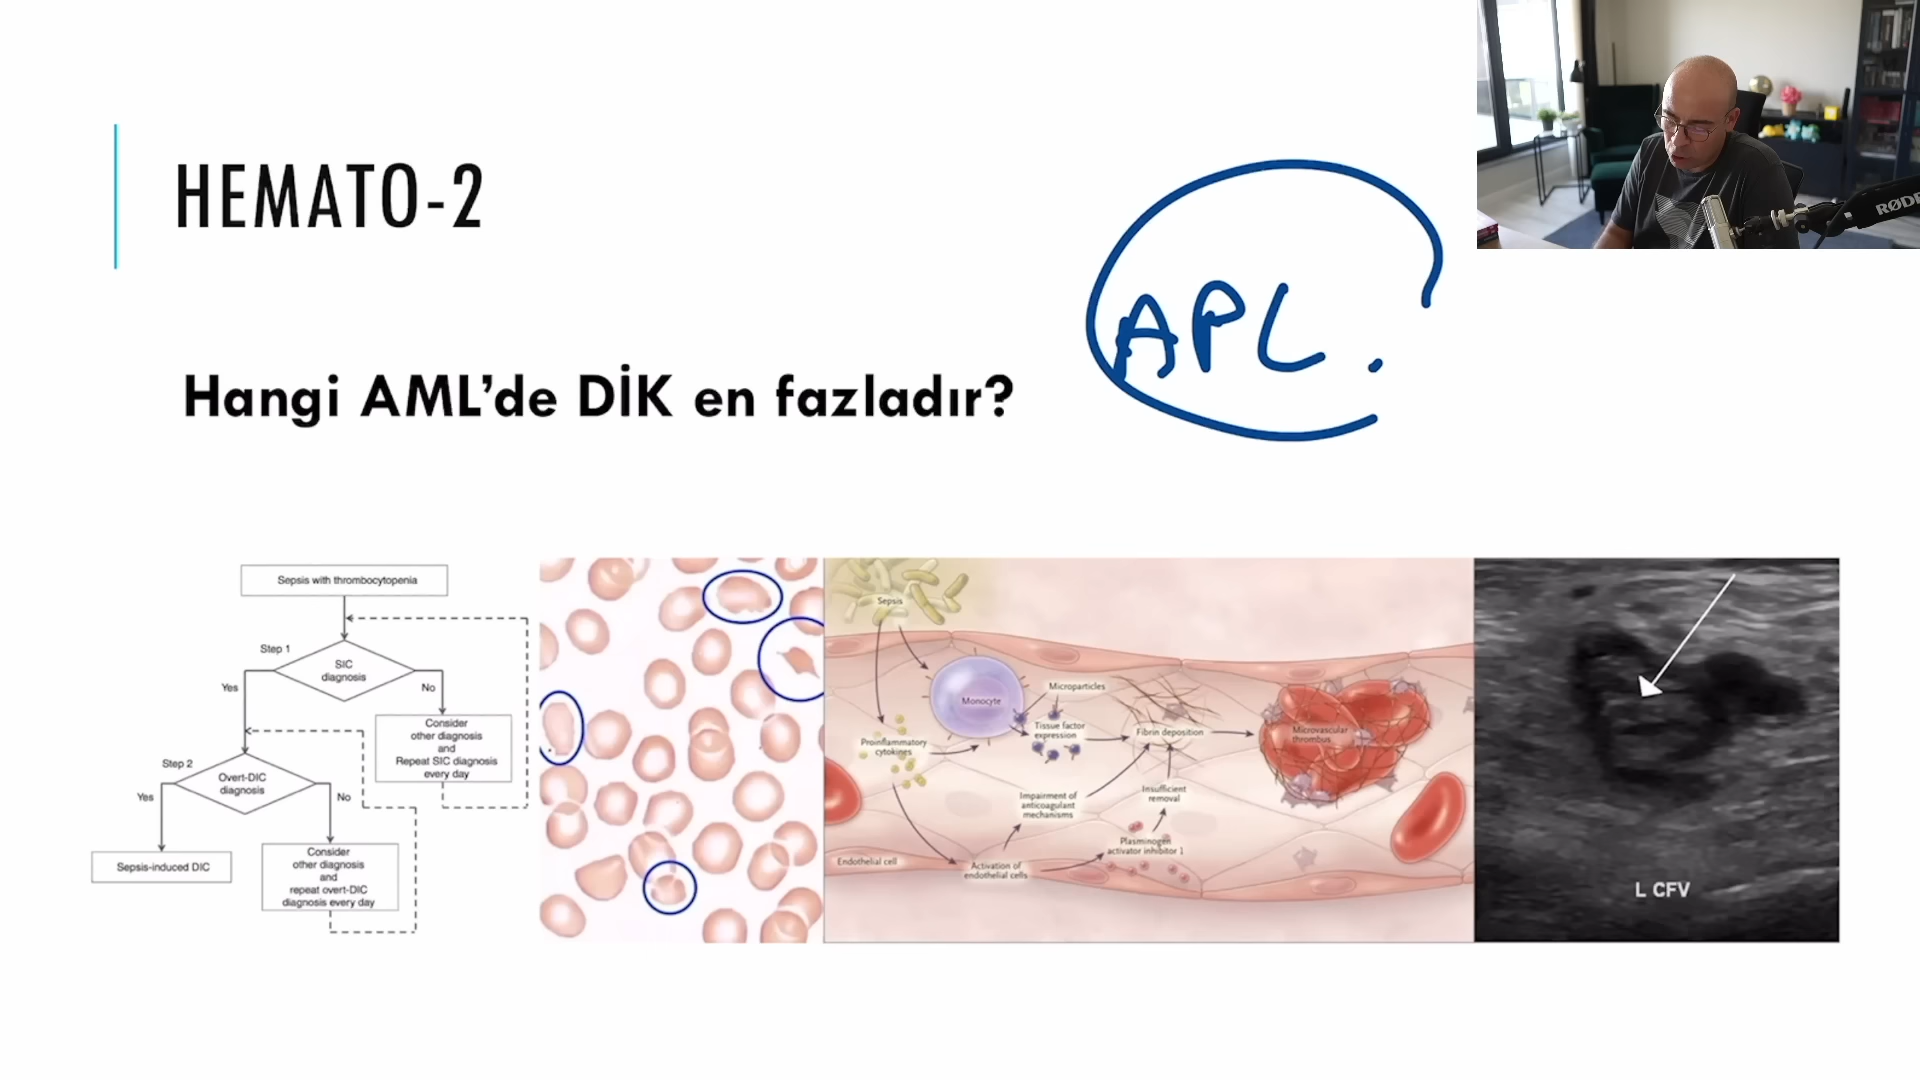 HEMATO-2
APL.
Hangi AML'de DİK en fazladır?
RØDE
Sepsis with thrombocytopenia
Step 1
SIC
diagnosis
Yes
No
Consider
other diagnosis
and
Repeat SIC diagnosis
every day
Step 2
Overt-DIC
diagnosis
Yes
No
Sepsis-induced DIC
Consider
other diagnosis
and
repeat overt-DIC
diagnosis every day
Sepsis
Monocyte
Microparticles
Tissue factor
expression
Proinflammatory
cytokines
Fibrin deposition
Microvascular
thrombus
Impairment of
anticoagulant
mechanisms
Insufficient
removal
Plasminogen
activator inhibitor 1
Endothelial cell
Activation of
endothelial cells
L CFV